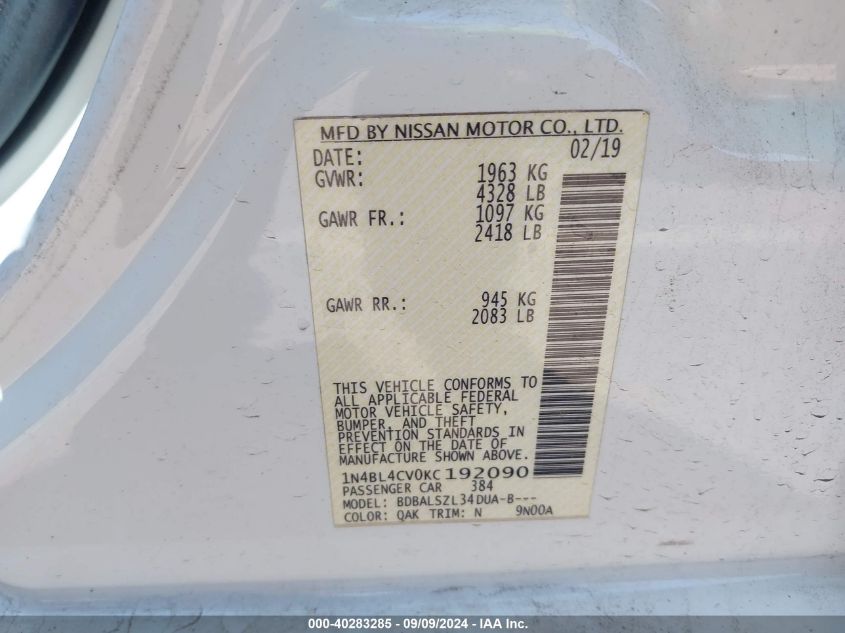 MFD BY NISSAN MOTOR CO., LTD.
DATE: 02/19
GVWR: 1963 KG
4328 LB
GAWR FR.: 1097 KG
2418 LB
GAWR RR.: 945 KG
2083 LB
THIS VEHICLE CONFORMS TO
ALL APPLICABLE FEDERAL
MOTOR VEHICLE SAFETY,
BUMPER, AND THEFT
PREVENTION STANDARDS IN
EFFECT ON THE DATE OF
MANUFACTURE SHOWN ABOVE.
1N4BL4CV0KC192090
PASSENGER CAR 384
MODEL: BDBALSZL34DUA-B---
COLOR: QAK TRIM: N 9N00A
000-40283285 - 09/09/2024 - IAA Inc.